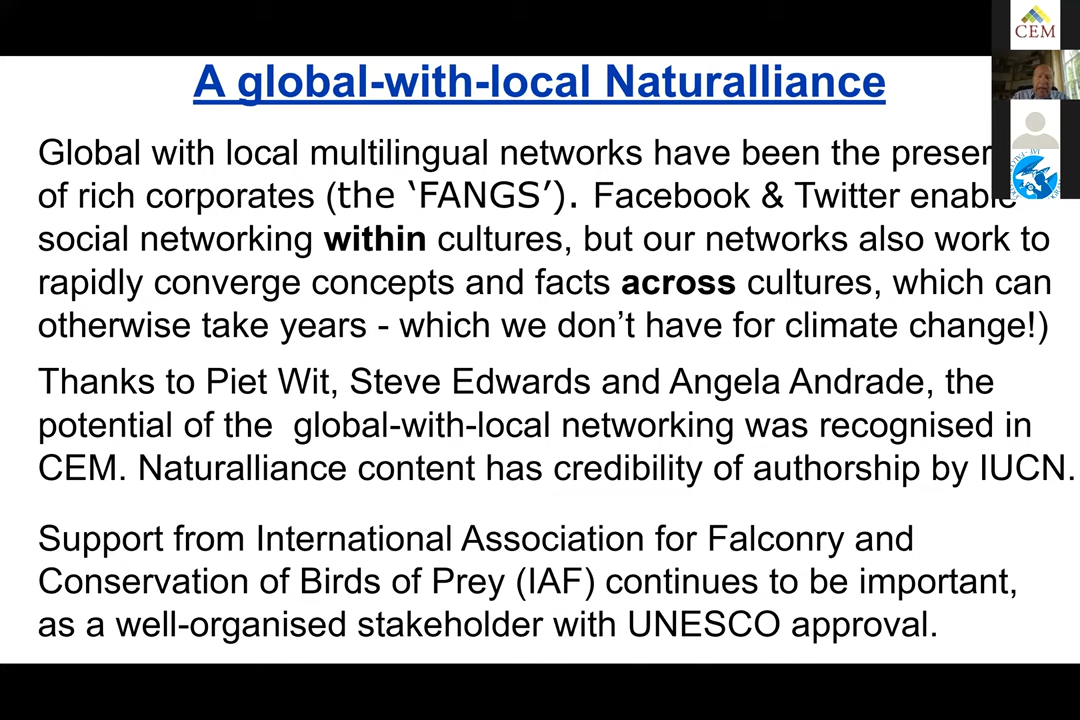 A global-with-local Naturalliance
CEM
Global with local multilingual networks have been the
of rich corporates (the ‘FANGS’). Facebook & Twitter enable
social networking within cultures, but our networks also work to
rapidly converge concepts and facts across cultures, which can
otherwise take years - which we don’t have for climate change!)
Thanks to Piet Wit, Steve Edwards and Angela Andrade, the
potential of the global-with-local networking was recognised in
CEM. Naturalliance content has credibility of authorship by IUCN.
Support from International Association for Falconry and
Conservation of Birds of Prey (IAF) continues to be important,
as a well-organised stakeholder with UNESCO approval.